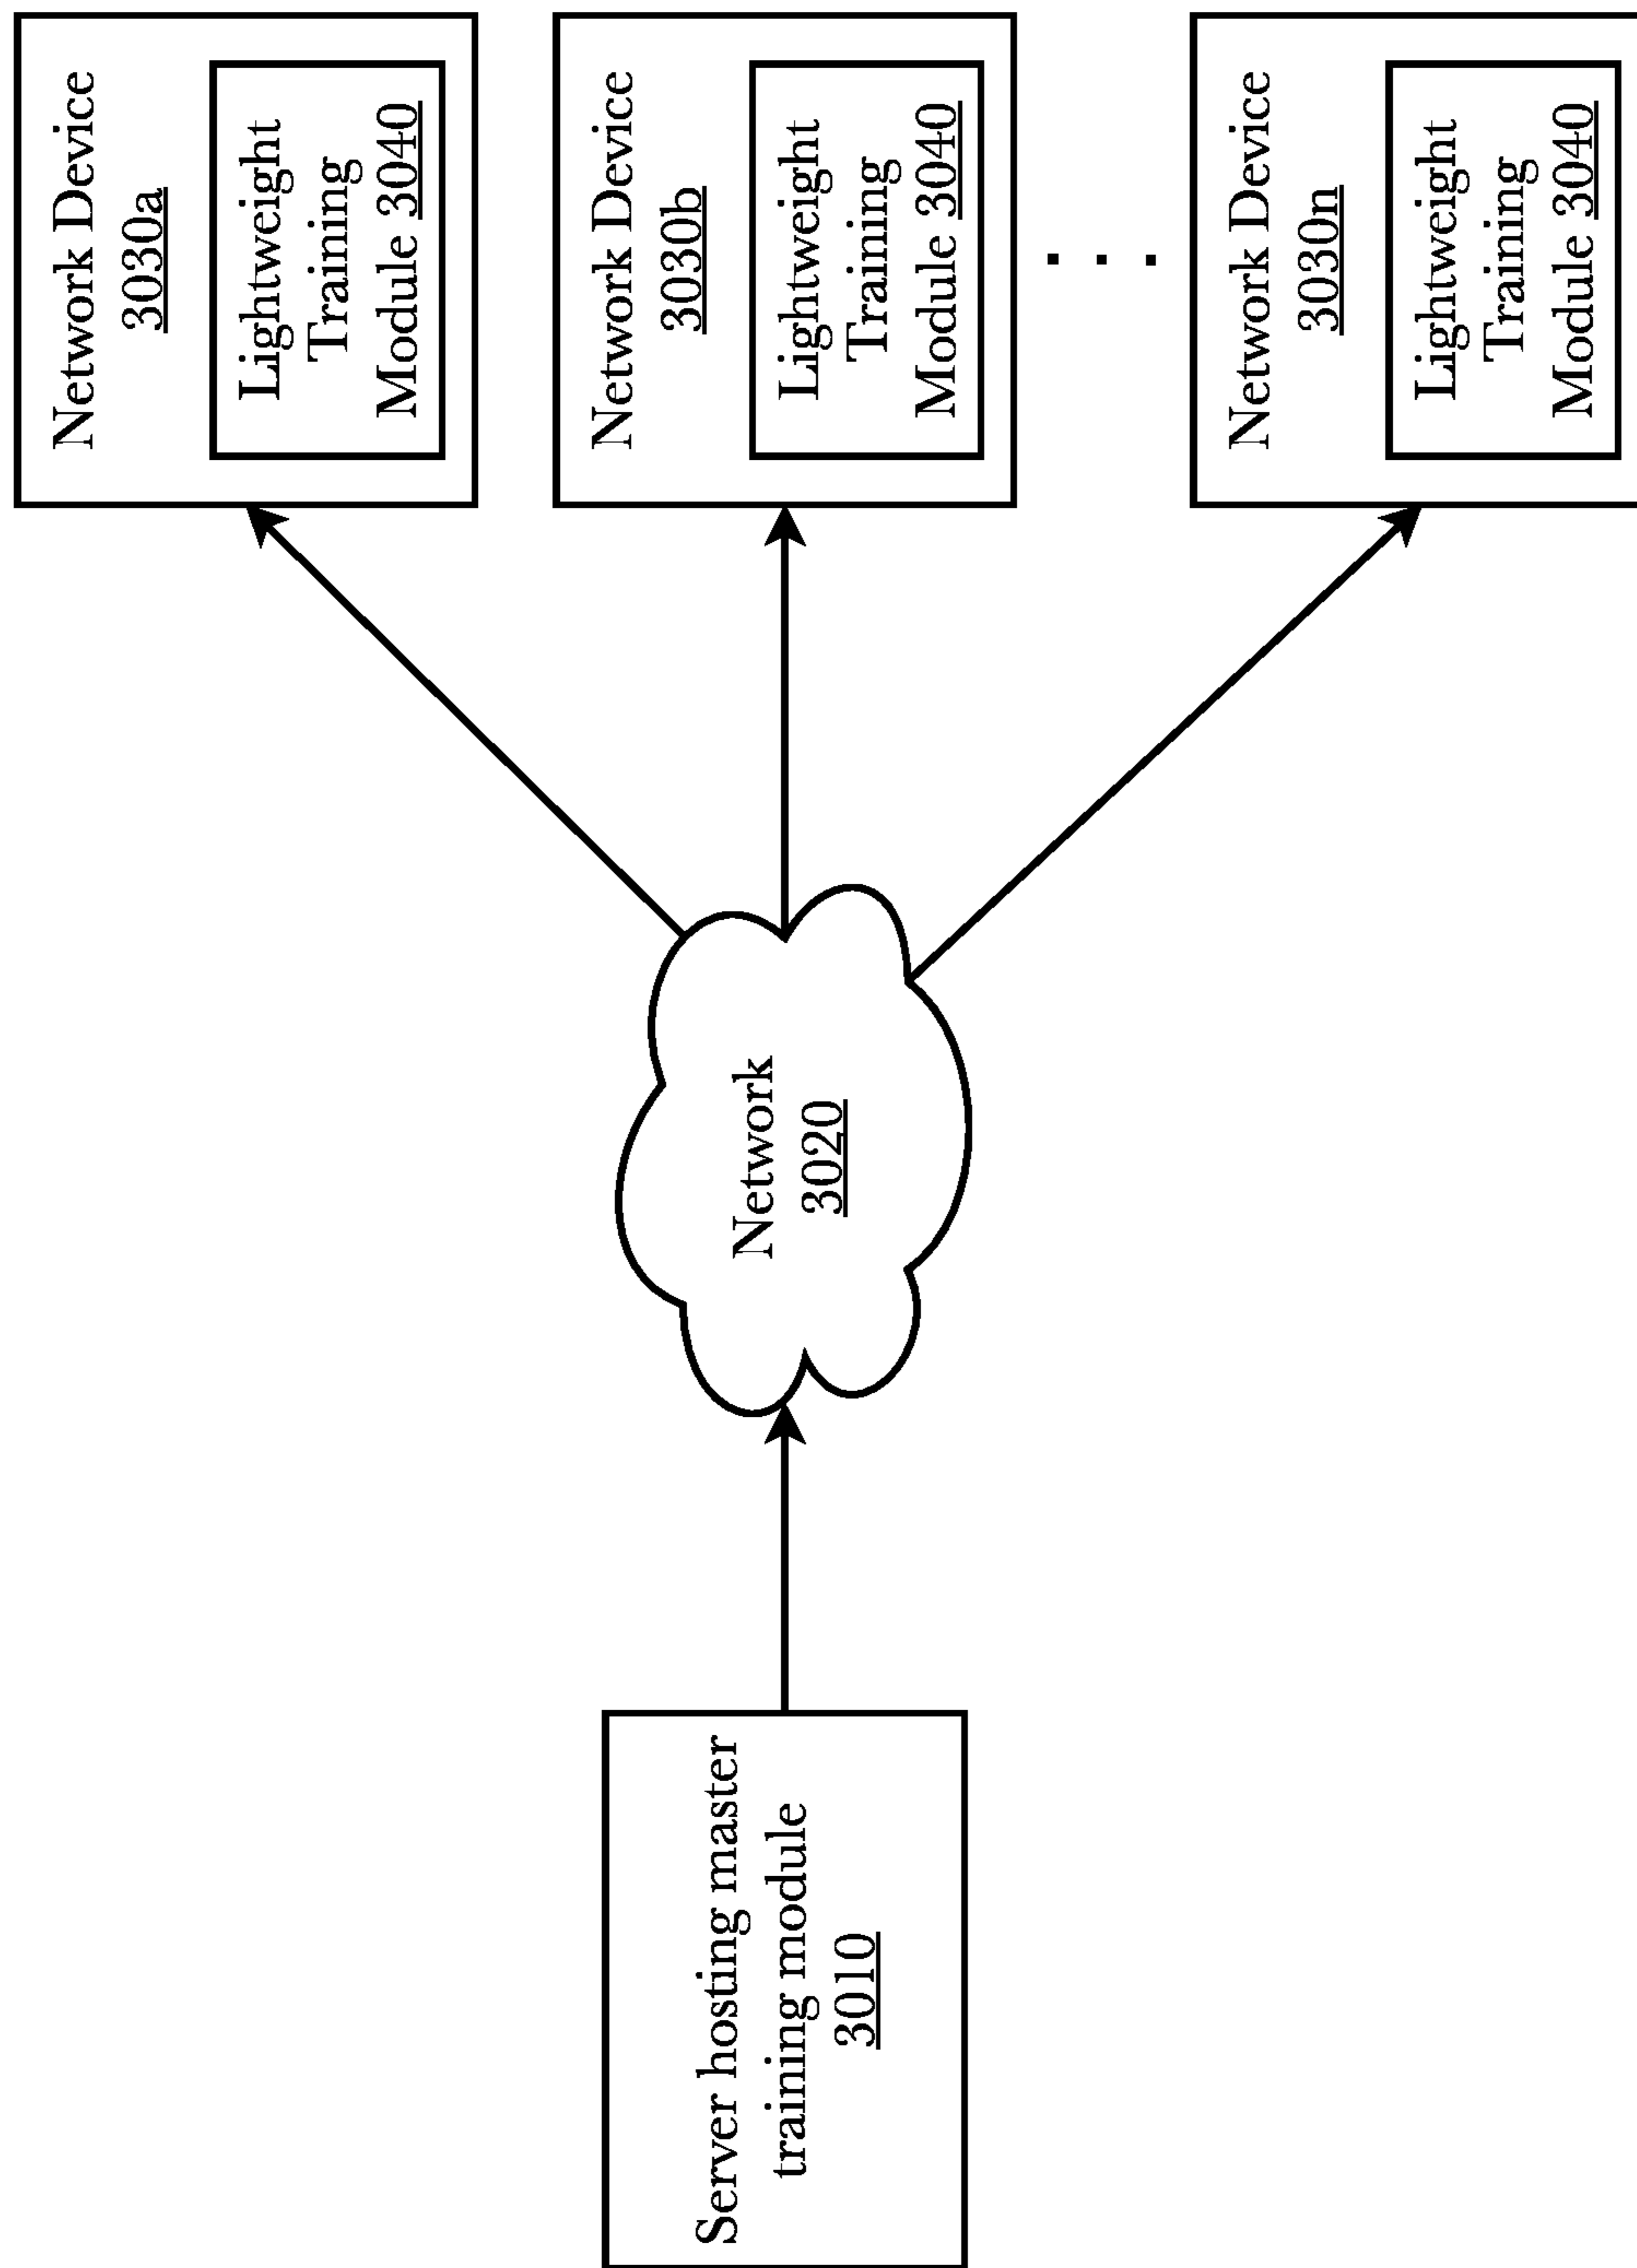 Server hosting master
training module
3010
Network
3020
Network Device
3030a
Lightweight
Training
Module 3040
Network Device
3030b
Lightweight
Training
Module 3040
. . .
Network Device
3030n
Lightweight
Training
Module 3040